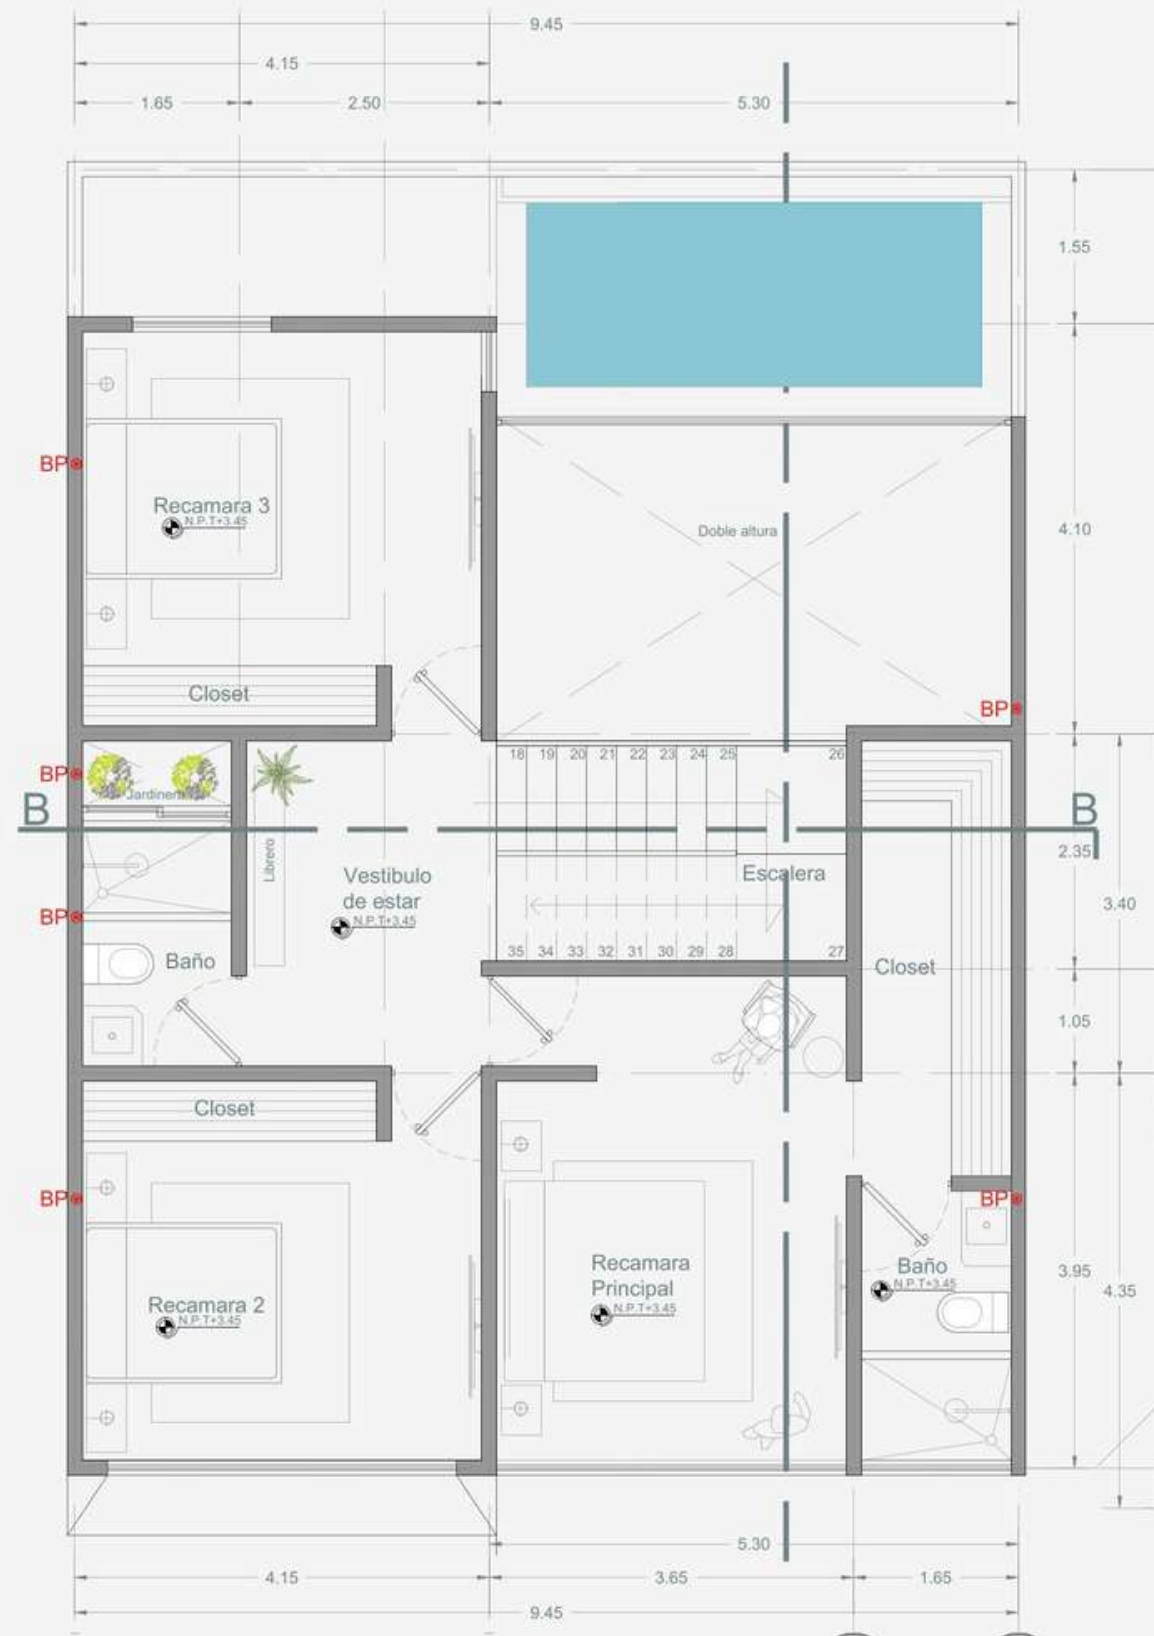 9.45
4.15
1.65
2.50
5.30
1.55
BP
Recamara 3
N.P.T+3.45
Doble altura
4.10
Closet
BP
18 19 20 21 22 23 24 25 26
BP
Jardinera
B
B
2.35
Librero
Vestibulo
de estar
N.P.T+3.45
Escalera
3.40
BP
Baño
35 34 33 32 31 30 29 28 27
Closet
1.05
Closet
BP
BP
Recamara 2
N.P.T+3.45
Recamara
Principal
N.P.T+3.45
Baño
N.P.T+3.45
3.95
4.35
5.30
4.15
3.65
1.65
9.45